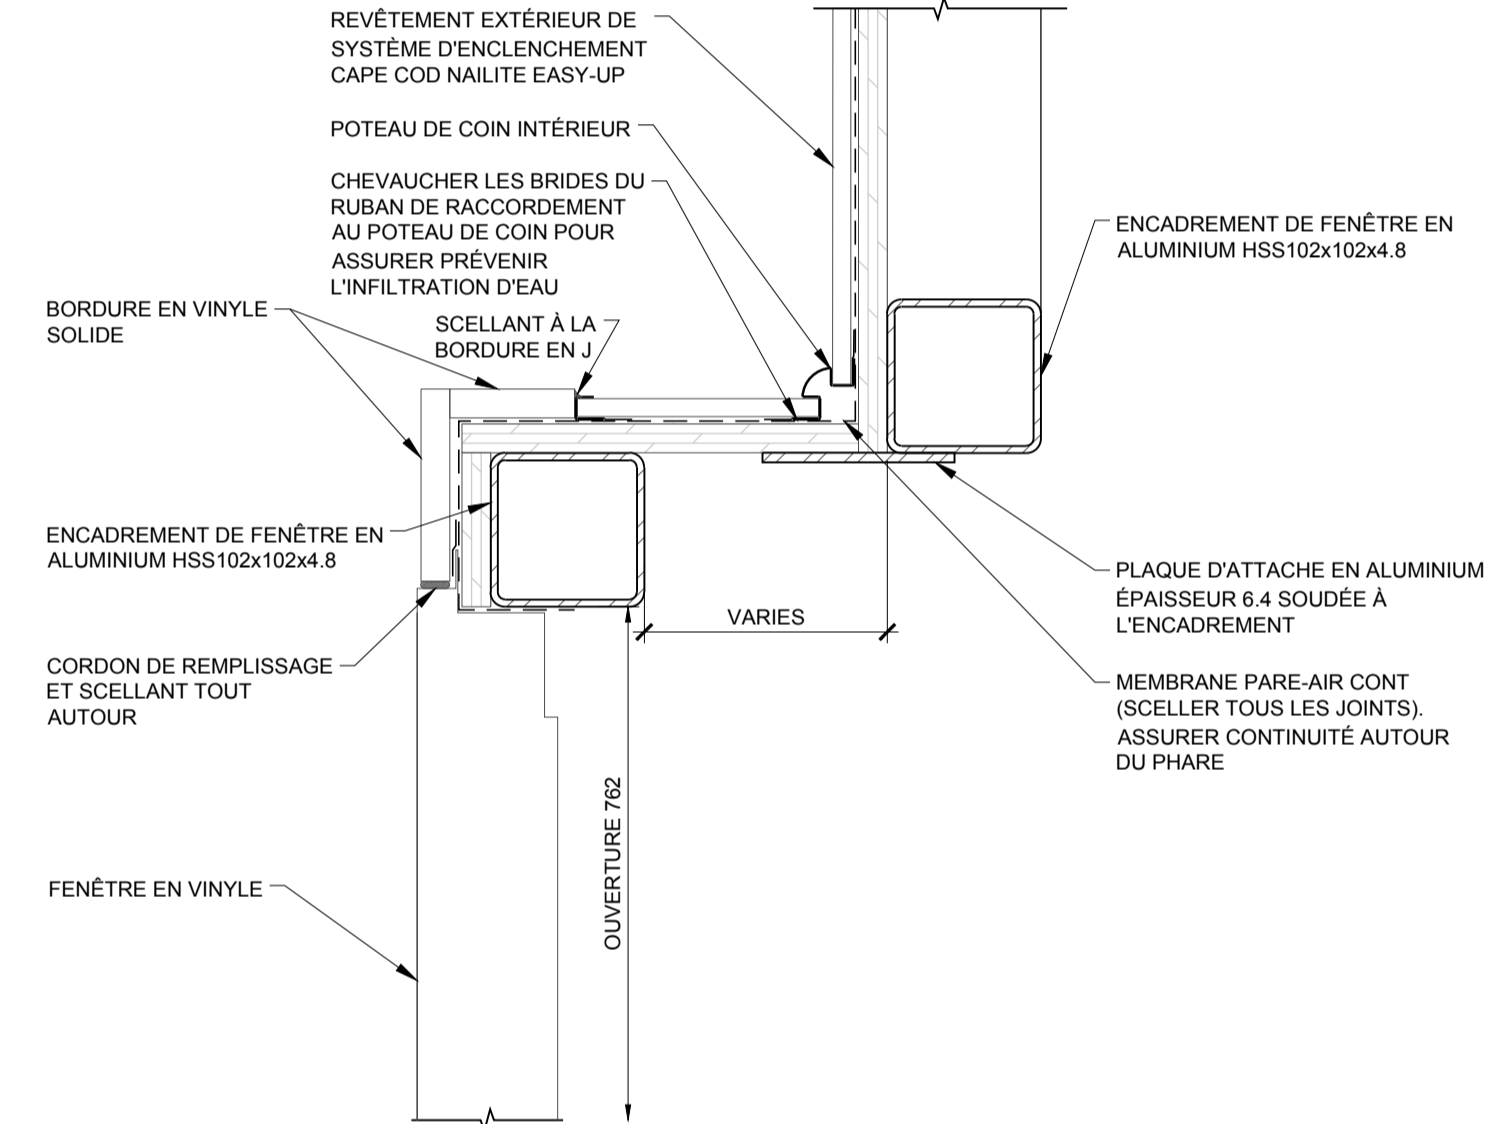 REVÊTEMENT EXTÉRIEUR DE
SYSTÈME D'ENCLENCHEMENT
CAPE COD NAILITE EASY-UP
POTEAU DE COIN INTÉRIEUR
CHEVAUCHER LES BRIDES DU
RUBAN DE RACCORDEMENT
AU POTEAU DE COIN POUR
ASSURER PRÉVENIR
L'INFILTRATION D'EAU
SCELLANT À LA
BORDURE EN J
BORDURE EN VINYLE
SOLIDE
ENCADREMENT DE FENÊTRE EN
ALUMINIUM HSS102x102x4.8
CORDON DE REMPLISSAGE
ET SCELLANT TOUT
AUTOUR
FENÊTRE EN VINYLE
OUVERTURE 762
VARIES
ENCADREMENT DE FENÊTRE EN
ALUMINIUM HSS102x102x4.8
PLAQUE D'ATTACHE EN ALUMINIUM
ÉPAISSEUR 6.4 SOUDÉE À
L'ENCADREMENT
MEMBRANE PARE-AIR CONT
(SCELLER TOUS LES JOINTS).
ASSURER CONTINUITÉ AUTOUR
DU PHARE